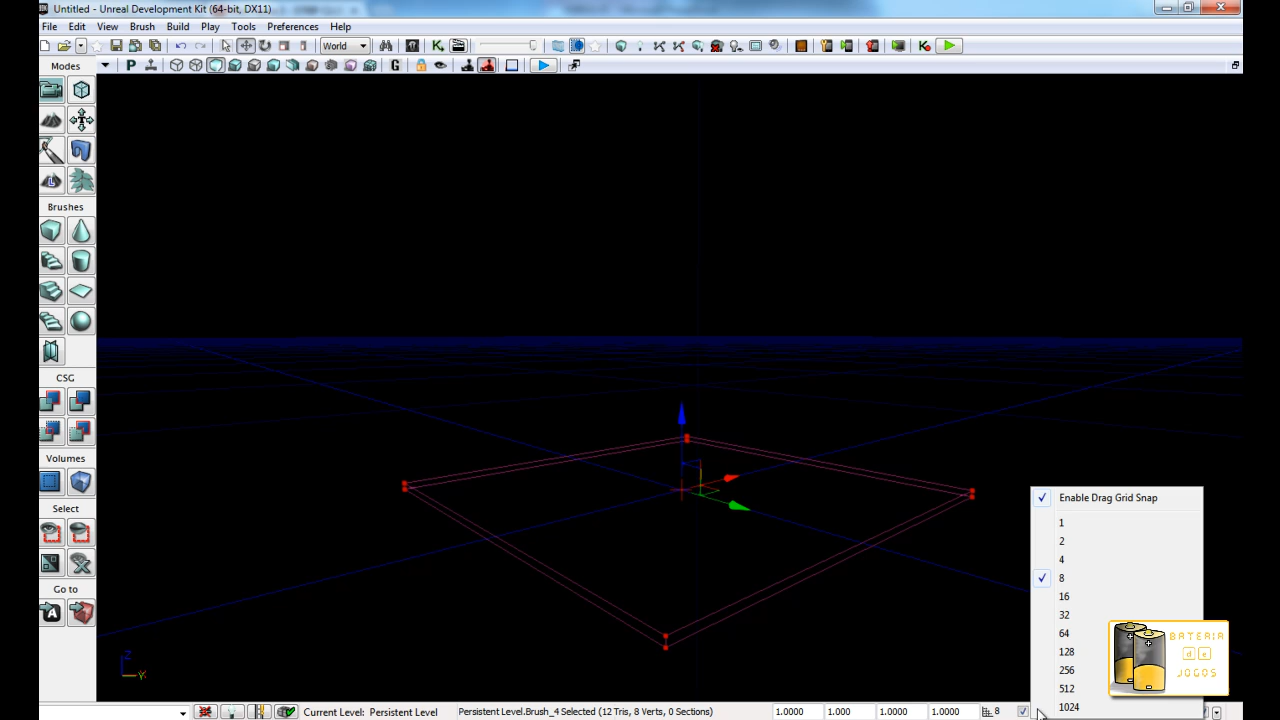 Untitled - Unreal Development Kit (64-bit, DX11)
File Edit View Brush Build Play Tools Preferences Help
World
Modes
P
G
Brushes
CSG
Volumes
Select
Go to
Enable Drag Grid Snap
1
2
4
8
16
32
64
128
256
512
1024
BATERIA
de
JOGOS
Z
Y
Current Level: Persistent Level
Persistent Level.Brush_4 Selected (12 Tris, 8 Verts, 0 Sections)
1.0000 1.000 1.0000 1.0000 8